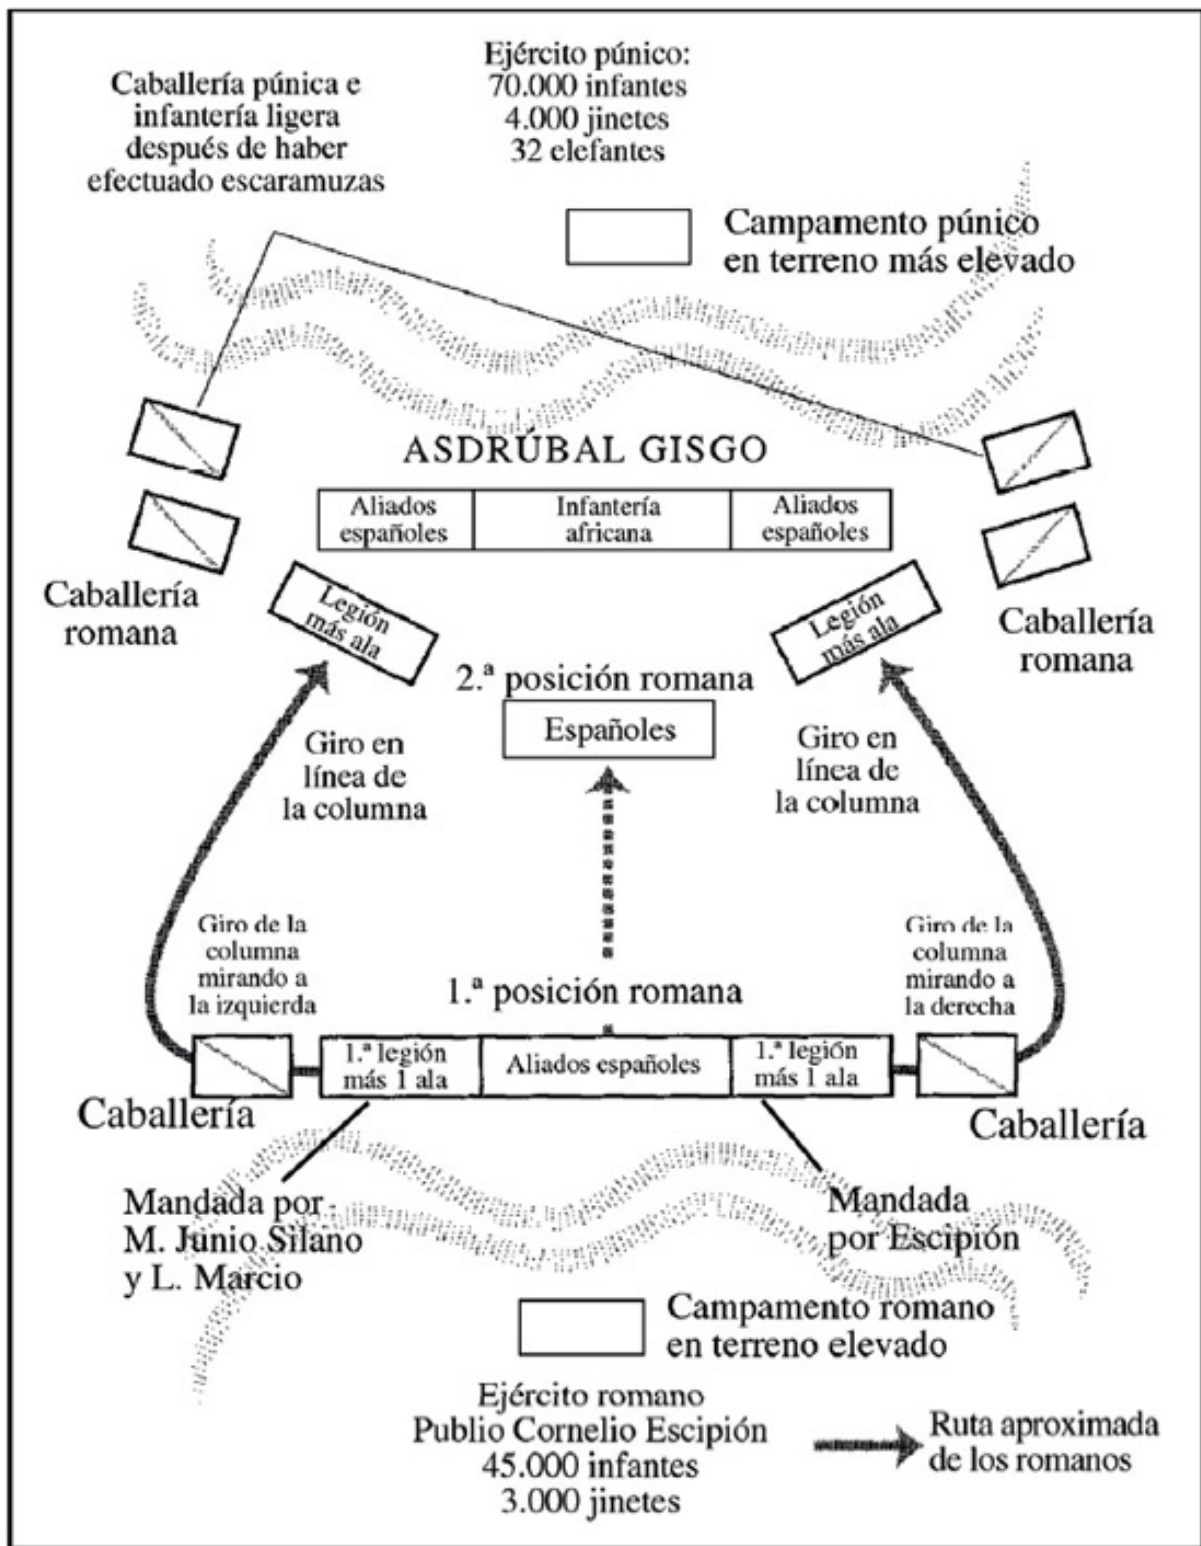 Ejército púnico:
70.000 infantes
4.000 jinetes
32 elefantes
Caballería púnica e
infantería ligera
después de haber
efectuado escaramuzas
Campamento púnico
en terreno más elevado
ASDRÚBAL GISGO
Aliados
españoles
Infantería
africana
Aliados
españoles
Caballería
romana
Legión
más ala
Legión
más ala
Caballería
romana
2.ª posición romana
Españoles
Giro en
línea de
la columna
Giro en
línea de
la columna
Giro de la
columna
mirando a
la izquierda
Giro de la
columna
mirando a
la derecha
1.ª posición romana
1.ª legión
más 1 ala
Aliados españoles
1.ª legión
más 1 ala
Caballería
Caballería
Mandada por
M. Junio Silano
y L. Marcio
Mandada
por Escipión
Campamento romano
en terreno elevado
Ejército romano
Publio Cornelio Escipión
45.000 infantes
3.000 jinetes
Ruta aproximada
de los romanos